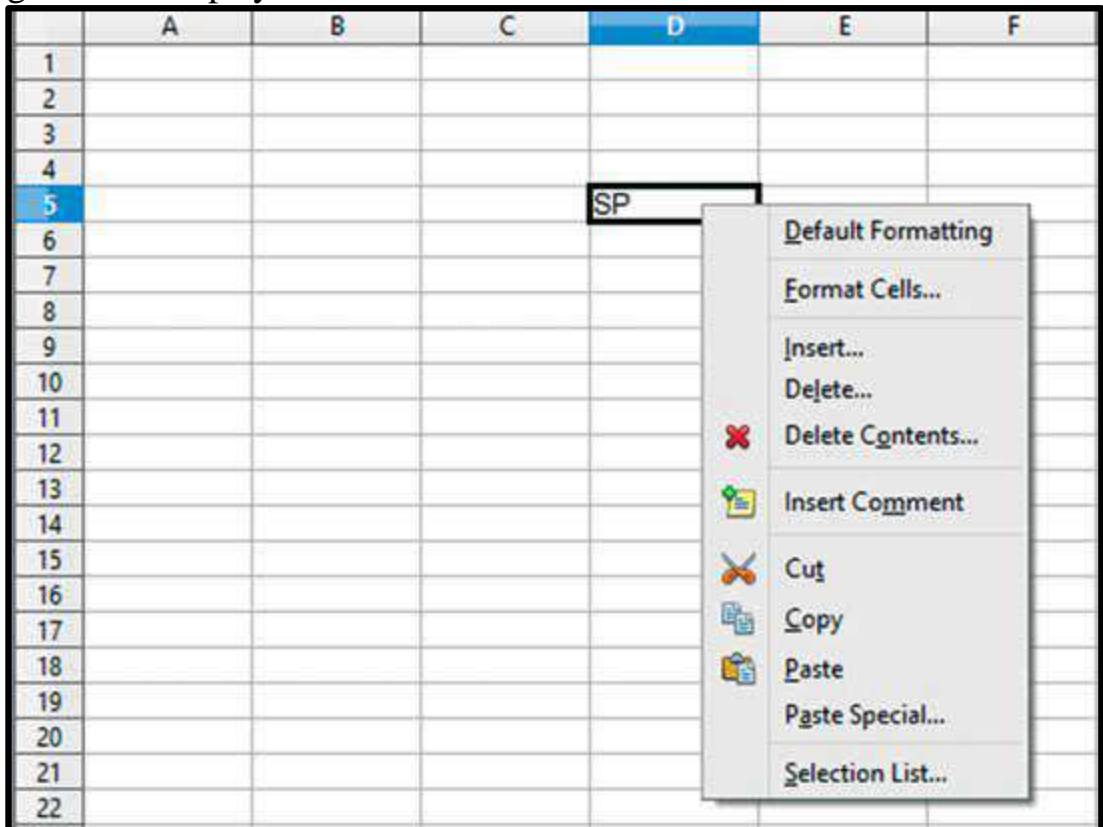 A B C D E F
1
2
3
4
5 SP
6 Default Formatting
7
8 Format Cells...
9 Insert...
10 Delete...
11
12 Delete Contents...
13
14 Insert Comment
15 Cut
16
17 Copy
18 Paste
19
20 Paste Special...
21 Selection List...
22